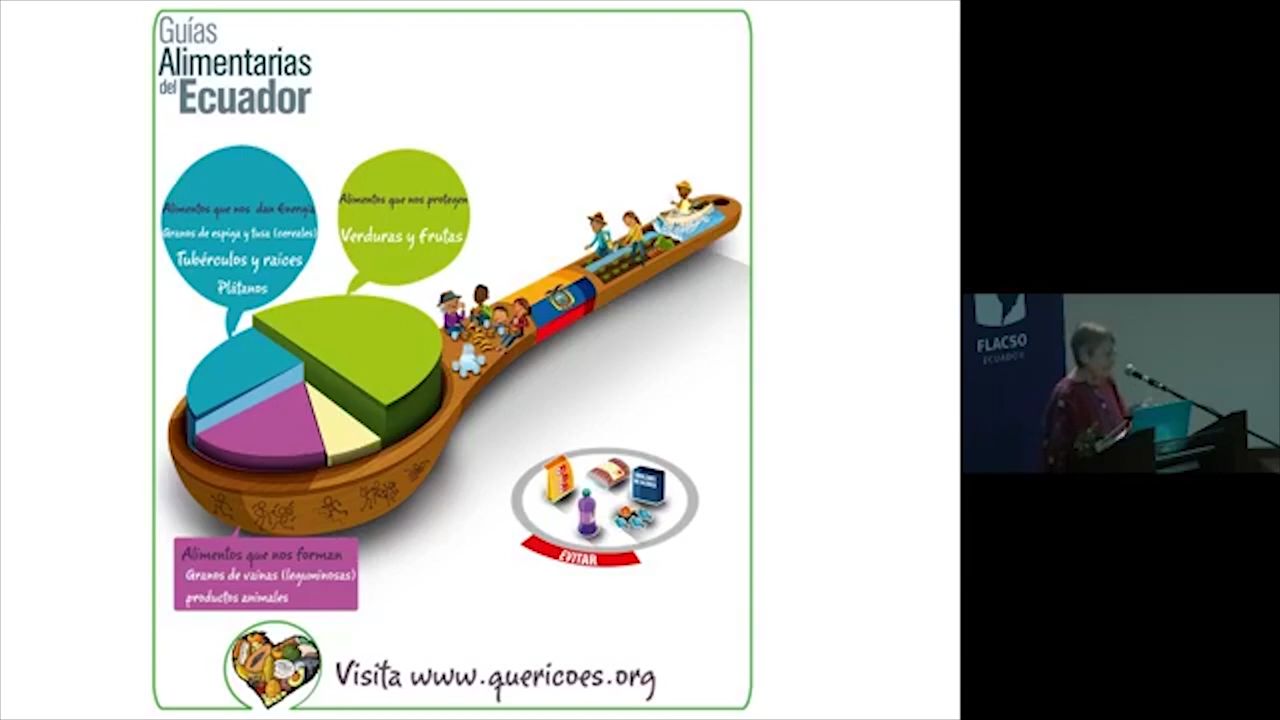 Guías
Alimentarias
del Ecuador
Alimentos que nos dan Energía
Granos de espiga y tusa (cereales)
Tubérculos y raíces
Plátanos
Alimentos que nos protegen
Verduras y frutas
EVITAR
Alimentos que nos forman
Granos de vainas (leguminosas)
productos animales
Visita www.quericoes.org
FLACSO
ECUADOR